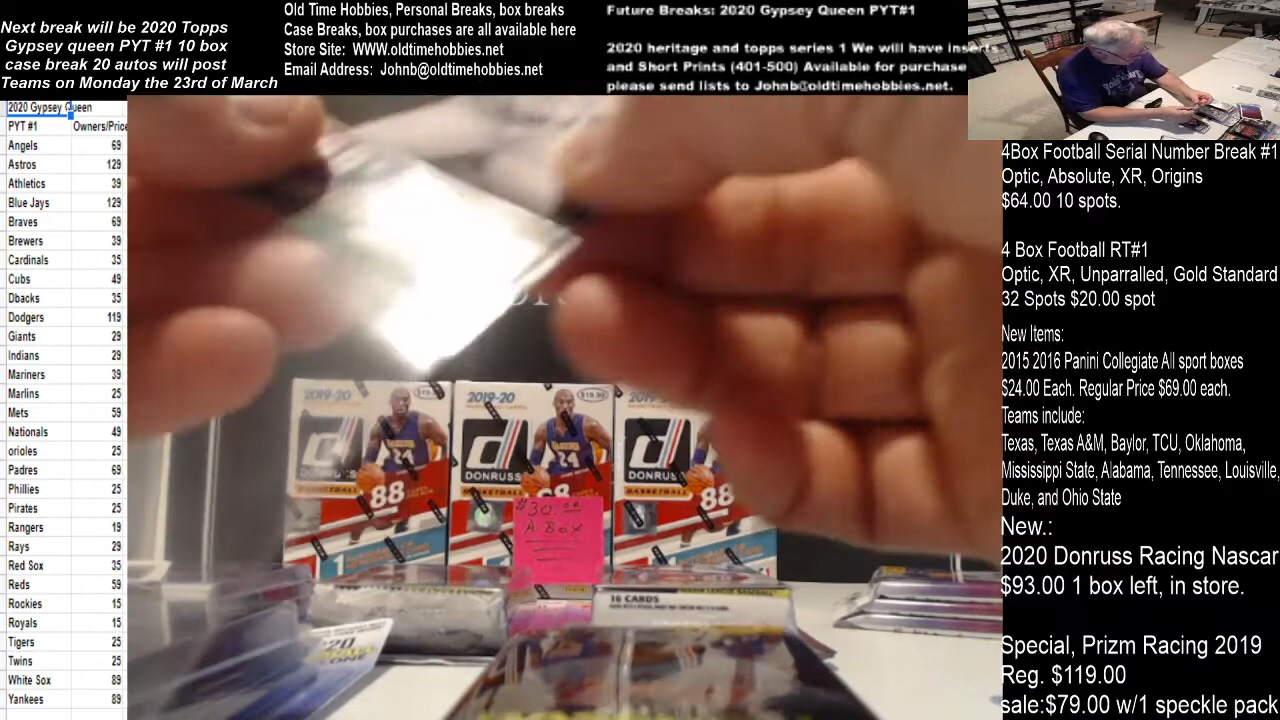 Next break will be 2020 Topps
Gypsey queen PYT #1 10 box
case break 20 autos will post
Teams on Monday the 23rd of March
Old Time Hobbies, Personal Breaks, box breaks
Case Breaks, box purchases are all available here
Store Site: WWW.oldtimehobbies.net
Email Address: Johnb@oldtimehobbies.net
Future Breaks: 2020 Gypsey Queen PYT#1
2020 heritage and topps series 1 We will have inserts
and Short Prints (401-500) Available for purchase
please send lists to Johnb@oldtimehobbies.net.
2020 Gypsey Queen
PYT #1 Owners/Price
Angels 69
Astros 129
Athletics 39
Blue Jays 129
Braves 69
Brewers 39
Cardinals 35
Cubs 49
Dbacks 35
Dodgers 119
Giants 29
Indians 29
Mariners 39
Marlins 25
Mets 59
Nationals 49
orioles 25
Padres 69
Phillies 25
Pirates 25
Rangers 19
Rays 29
Red Sox 35
Reds 59
Rockies 15
Royals 15
Tigers 25
Twins 25
White Sox 89
Yankees 89
4Box Football Serial Number Break #1
Optic, Absolute, XR, Origins
$64.00 10 spots.
4 Box Football RT#1
Optic, XR, Unparralled, Gold Standard
32 Spots $20.00 spot
New Items:
2015 2016 Panini Collegiate All sport boxes
$24.00 Each. Regular Price $69.00 each.
Teams include:
Texas, Texas A&M, Baylor, TCU, Oklahoma,
Mississippi State, Alabama, Tennessee, Louisville,
Duke, and Ohio State
New.:
2020 Donruss Racing Nascar
$93.00 1 box left, in store.
Special, Prizm Racing 2019
Reg. $119.00
sale:$79.00 w/1 speckle pack
2019-20
DONRUSS
BASKETBALL
88
2019-20
$19.99
24
DONRUSS
BASKETBALL
2019-20
DONRUSS
BASKETBALL
88
$30.00
A BOX
16 CARDS